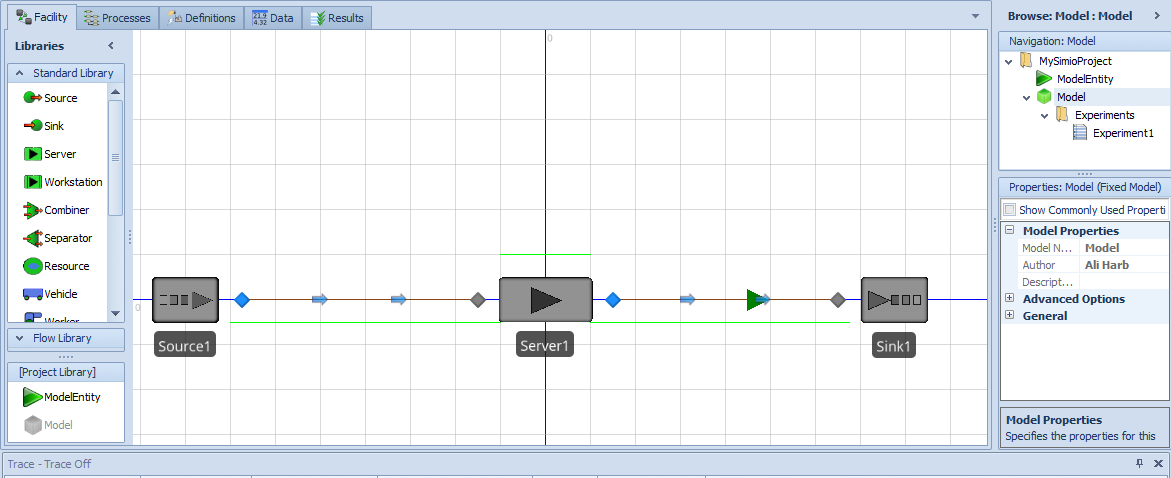 Facility
Processes
Definitions
Data
Results
Libraries
Standard Library
Source
Sink
Server
Workstation
Combiner
Separator
Resource
Vehicle
Flow Library
[Project Library]
ModelEntity
Model
0
0
Source1
Server1
Sink1
Browse: Model : Model
Navigation: Model
MySimioProject
ModelEntity
Model
Experiments
Experiment1
Properties: Model (Fixed Model)
Show Commonly Used Properti
Model Properties
Model N... Model
Author Ali Harb
Descript...
Advanced Options
General
Model Properties
Specifies the properties for this
Trace - Trace Off